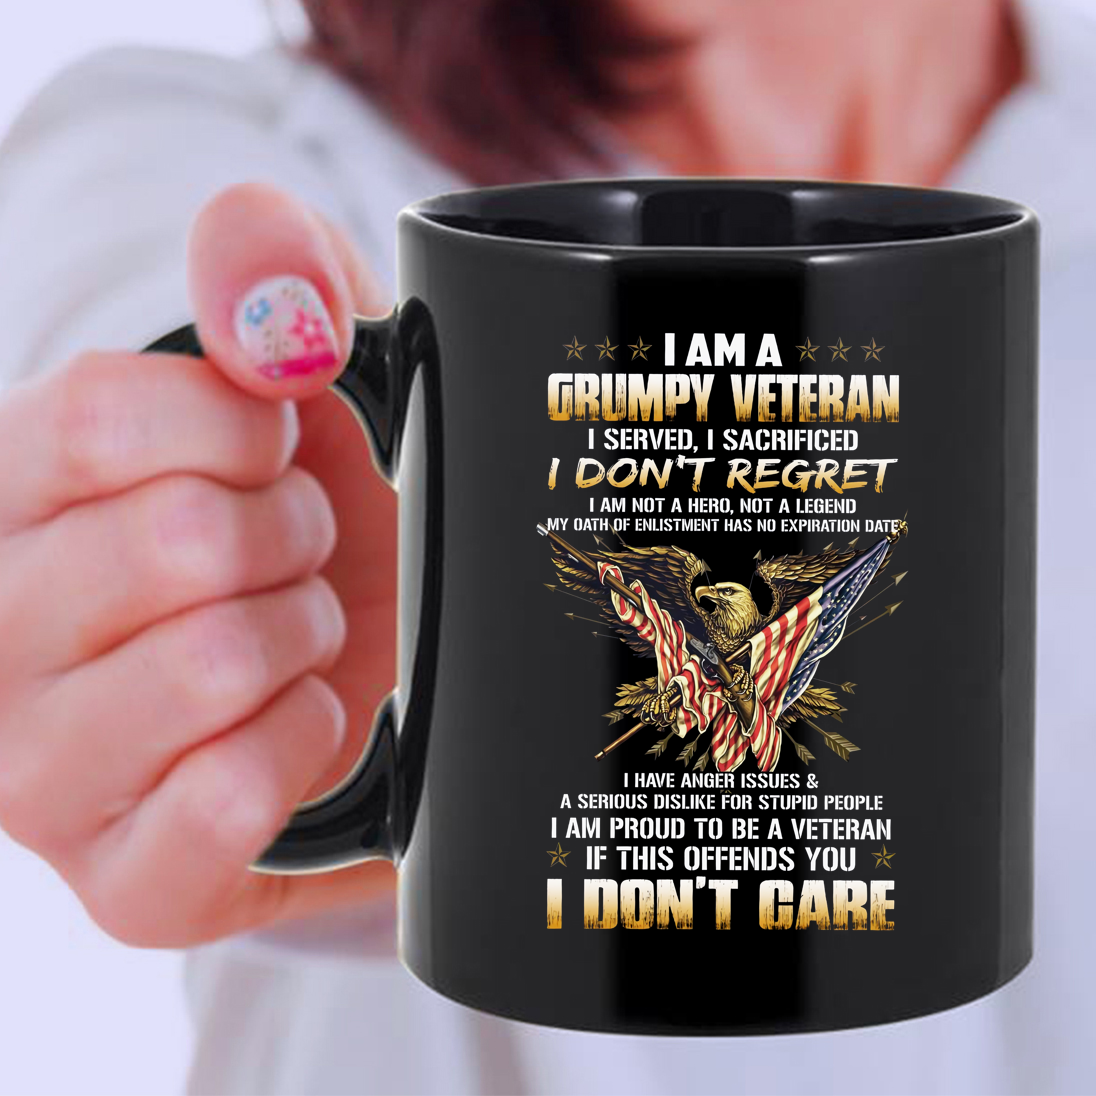 I AM A
GRUMPY VETERAN
I SERVED, I SACRIFICED
I DON'T REGRET
I AM NOT A HERO, NOT A LEGEND
MY OATH OF ENLISTMENT HAS NO EXPIRATION DATE
I HAVE ANGER ISSUES &
A SERIOUS DISLIKE FOR STUPID PEOPLE
I AM PROUD TO BE A VETERAN
IF THIS OFFENDS YOU
I DON'T CARE